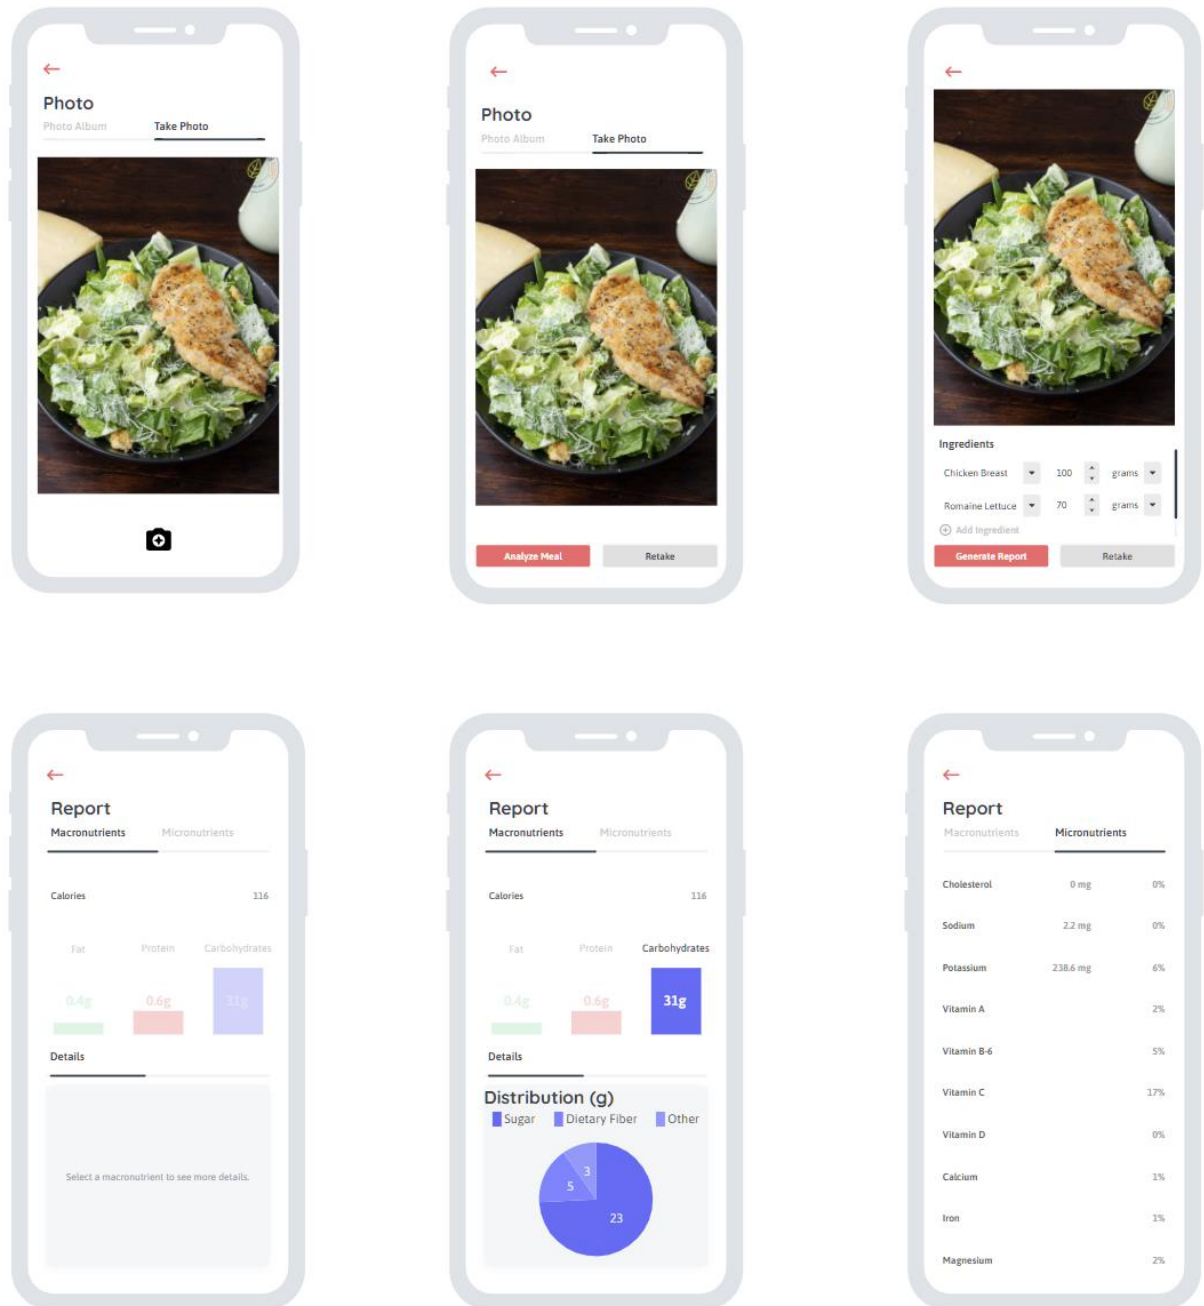 Photo
Photo Album Take Photo
Photo
Photo Album Take Photo
Analyze Meal Retake
Ingredients
Chicken Breast 100 grams
Romaine Lettuce 70 grams
Add Ingredient
Generate Report Retake
Report
Macronutrients Micronutrients
Calories 116
Fat Protein Carbohydrates
0.4g 0.6g 31g
Details
Select a macronutrient to see more details.
Report
Macronutrients Micronutrients
Calories 116
Fat Protein Carbohydrates
0.4g 0.6g 31g
Details
Distribution (g)
Sugar Dietary Fiber Other
3
5
23
Report
Macronutrients Micronutrients
Cholesterol 0 mg 0%
Sodium 2.2 mg 0%
Potassium 238.6 mg 6%
Vitamin A 2%
Vitamin B-6 5%
Vitamin C 17%
Vitamin D 0%
Calcium 1%
Iron 1%
Magnesium 2%